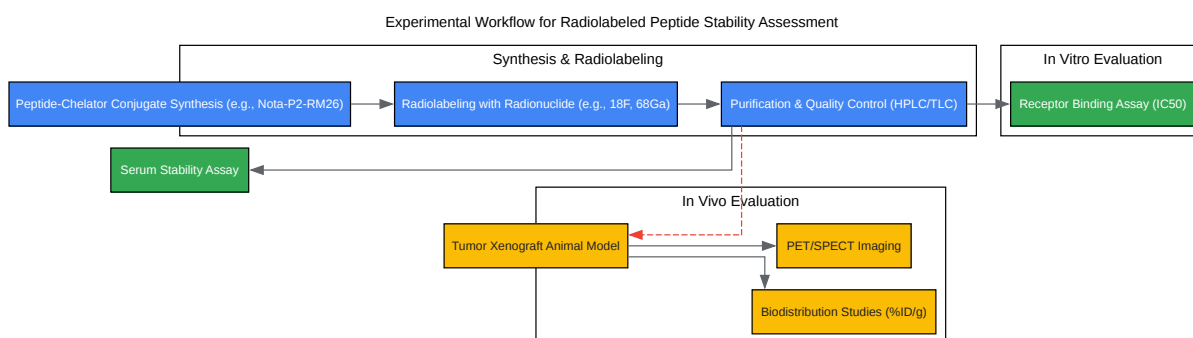 Experimental Workflow for Radiolabeled Peptide Stability Assessment
Synthesis & Radiolabeling
In Vitro Evaluation
Peptide-Chelator Conjugate Synthesis (e.g., Nota-P2-RM26)
Radiolabeling with Radionuclide (e.g., 18F, 68Ga)
Purification & Quality Control (HPLC/TLC)
Receptor Binding Assay (IC50)
Serum Stability Assay
In Vivo Evaluation
Tumor Xenograft Animal Model
PET/SPECT Imaging
Biodistribution Studies (%ID/g)